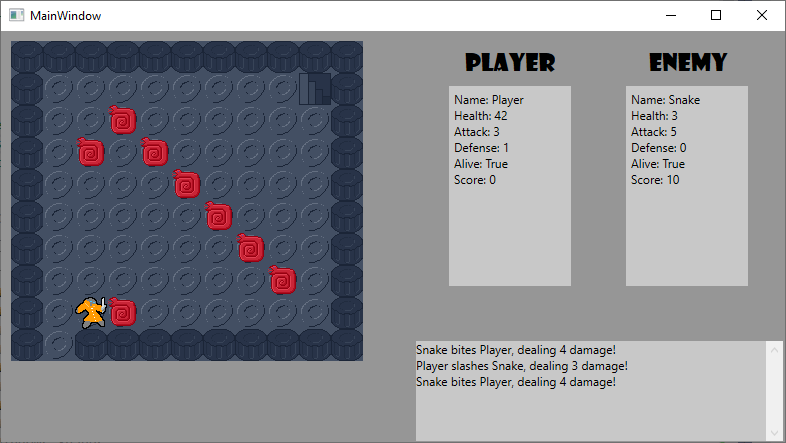 MainWindow
PLAYER
Name: Player
Health: 42
Attack: 3
Defense: 1
Alive: True
Score: 0
ENEMY
Name: Snake
Health: 3
Attack: 5
Defense: 0
Alive: True
Score: 10
Snake bites Player, dealing 4 damage!
Player slashes Snake, dealing 3 damage!
Snake bites Player, dealing 4 damage!